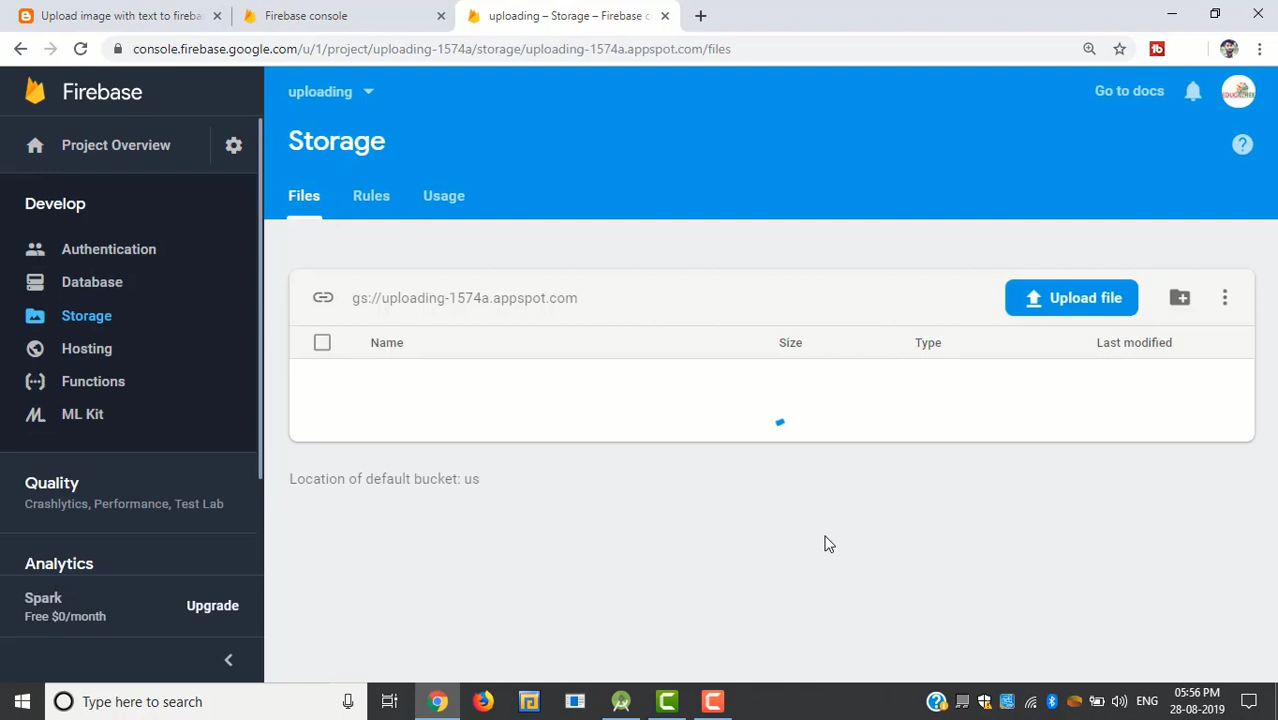 Upload image with text to fireba
Firebase console
uploading – Storage – Firebase c
console.firebase.google.com/u/1/project/uploading-1574a/storage/uploading-1574a.appspot.com/files
Firebase
uploading
Go to docs
Project Overview
Storage
Files
Rules
Usage
Develop
Authentication
Database
Storage
Hosting
Functions
ML Kit
gs://uploading-1574a.appspot.com
Upload file
Name
Size
Type
Last modified
Location of default bucket: us
Quality
Crashlytics, Performance, Test Lab
Analytics
Spark
Free $0/month
Upgrade
Type here to search
ENG
05:56 PM
28-08-2019